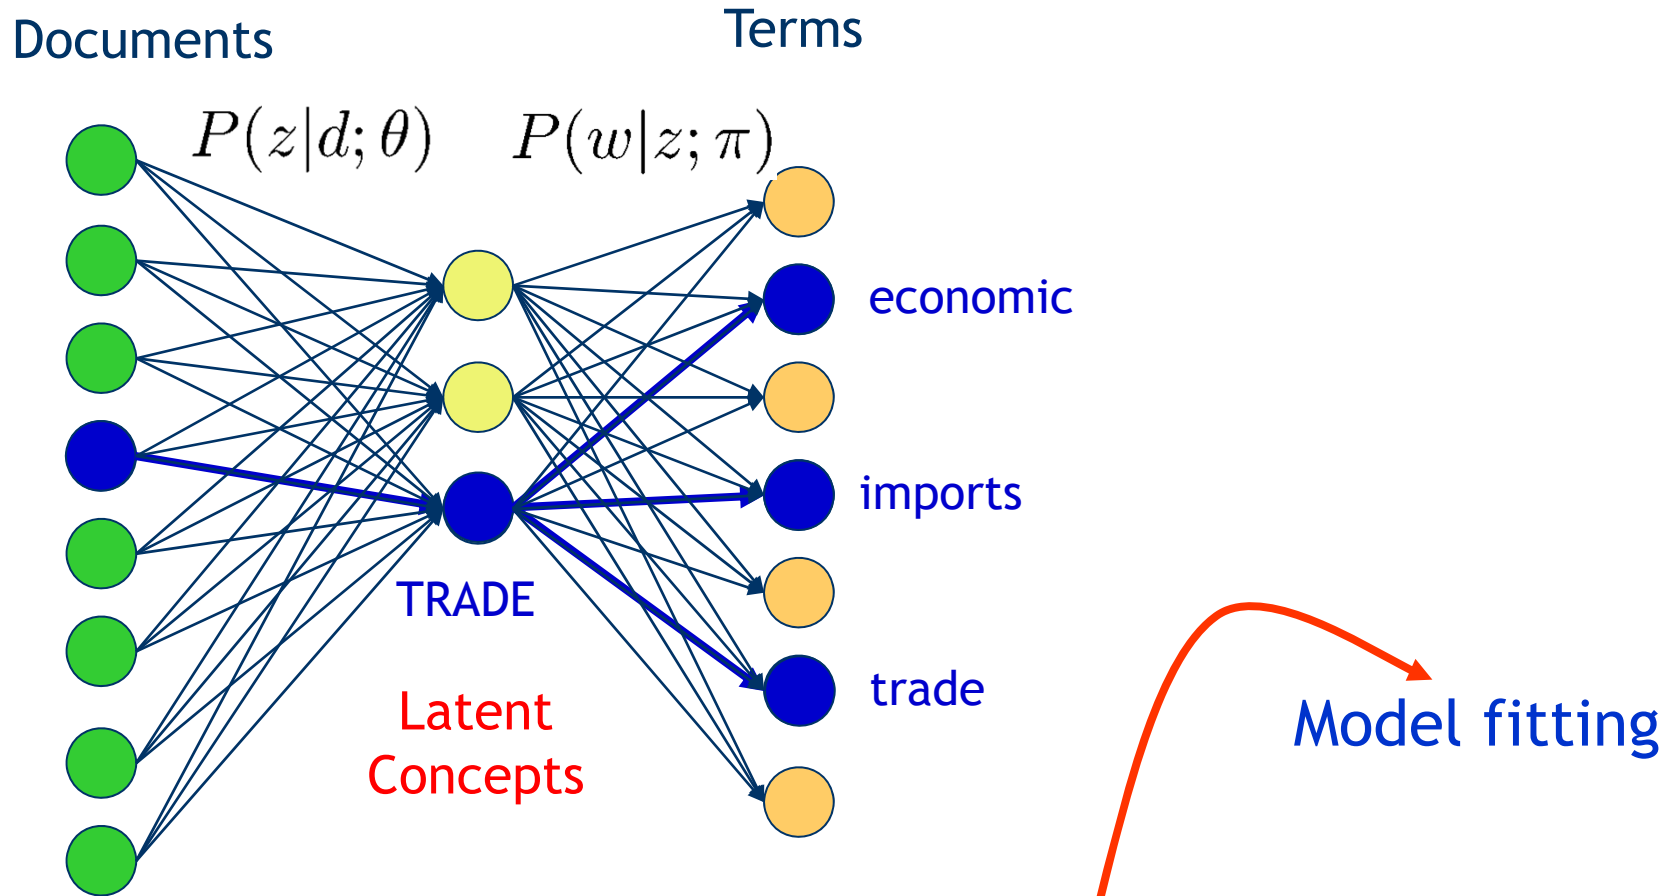 Documents
Terms
P(z|d; θ)
P(w|z; π)
economic
imports
TRADE
trade
Latent
Concepts
Model fitting